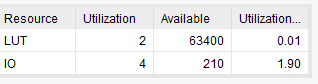 Resource Utilization Available Utilization...
LUT 2 63400 0.01
IO 4 210 1.90